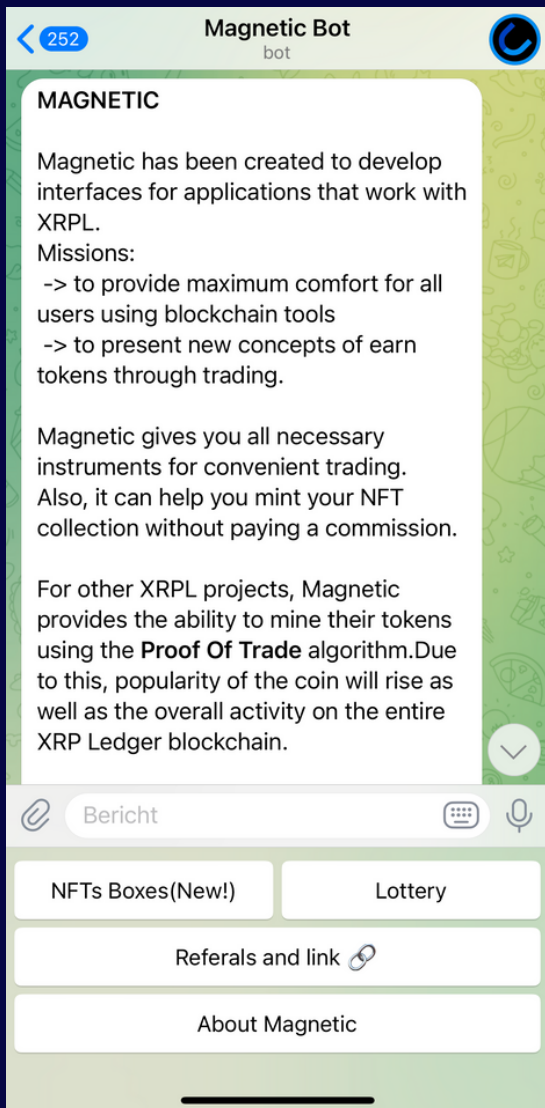 252
Magnetic Bot
bot
MAGNETIC
Magnetic has been created to develop
interfaces for applications that work with
XRPL.
Missions:
-> to provide maximum comfort for all
users using blockchain tools
-> to present new concepts of earn
tokens through trading.
Magnetic gives you all necessary
instruments for convenient trading.
Also, it can help you mint your NFT
collection without paying a commission.
For other XRPL projects, Magnetic
provides the ability to mine their tokens
using the Proof Of Trade algorithm.Due
to this, popularity of the coin will rise as
well as the overall activity on the entire
XRP Ledger blockchain.
Bericht
NFTs Boxes(New!)
Lottery
Referals and link 🔗
About Magnetic